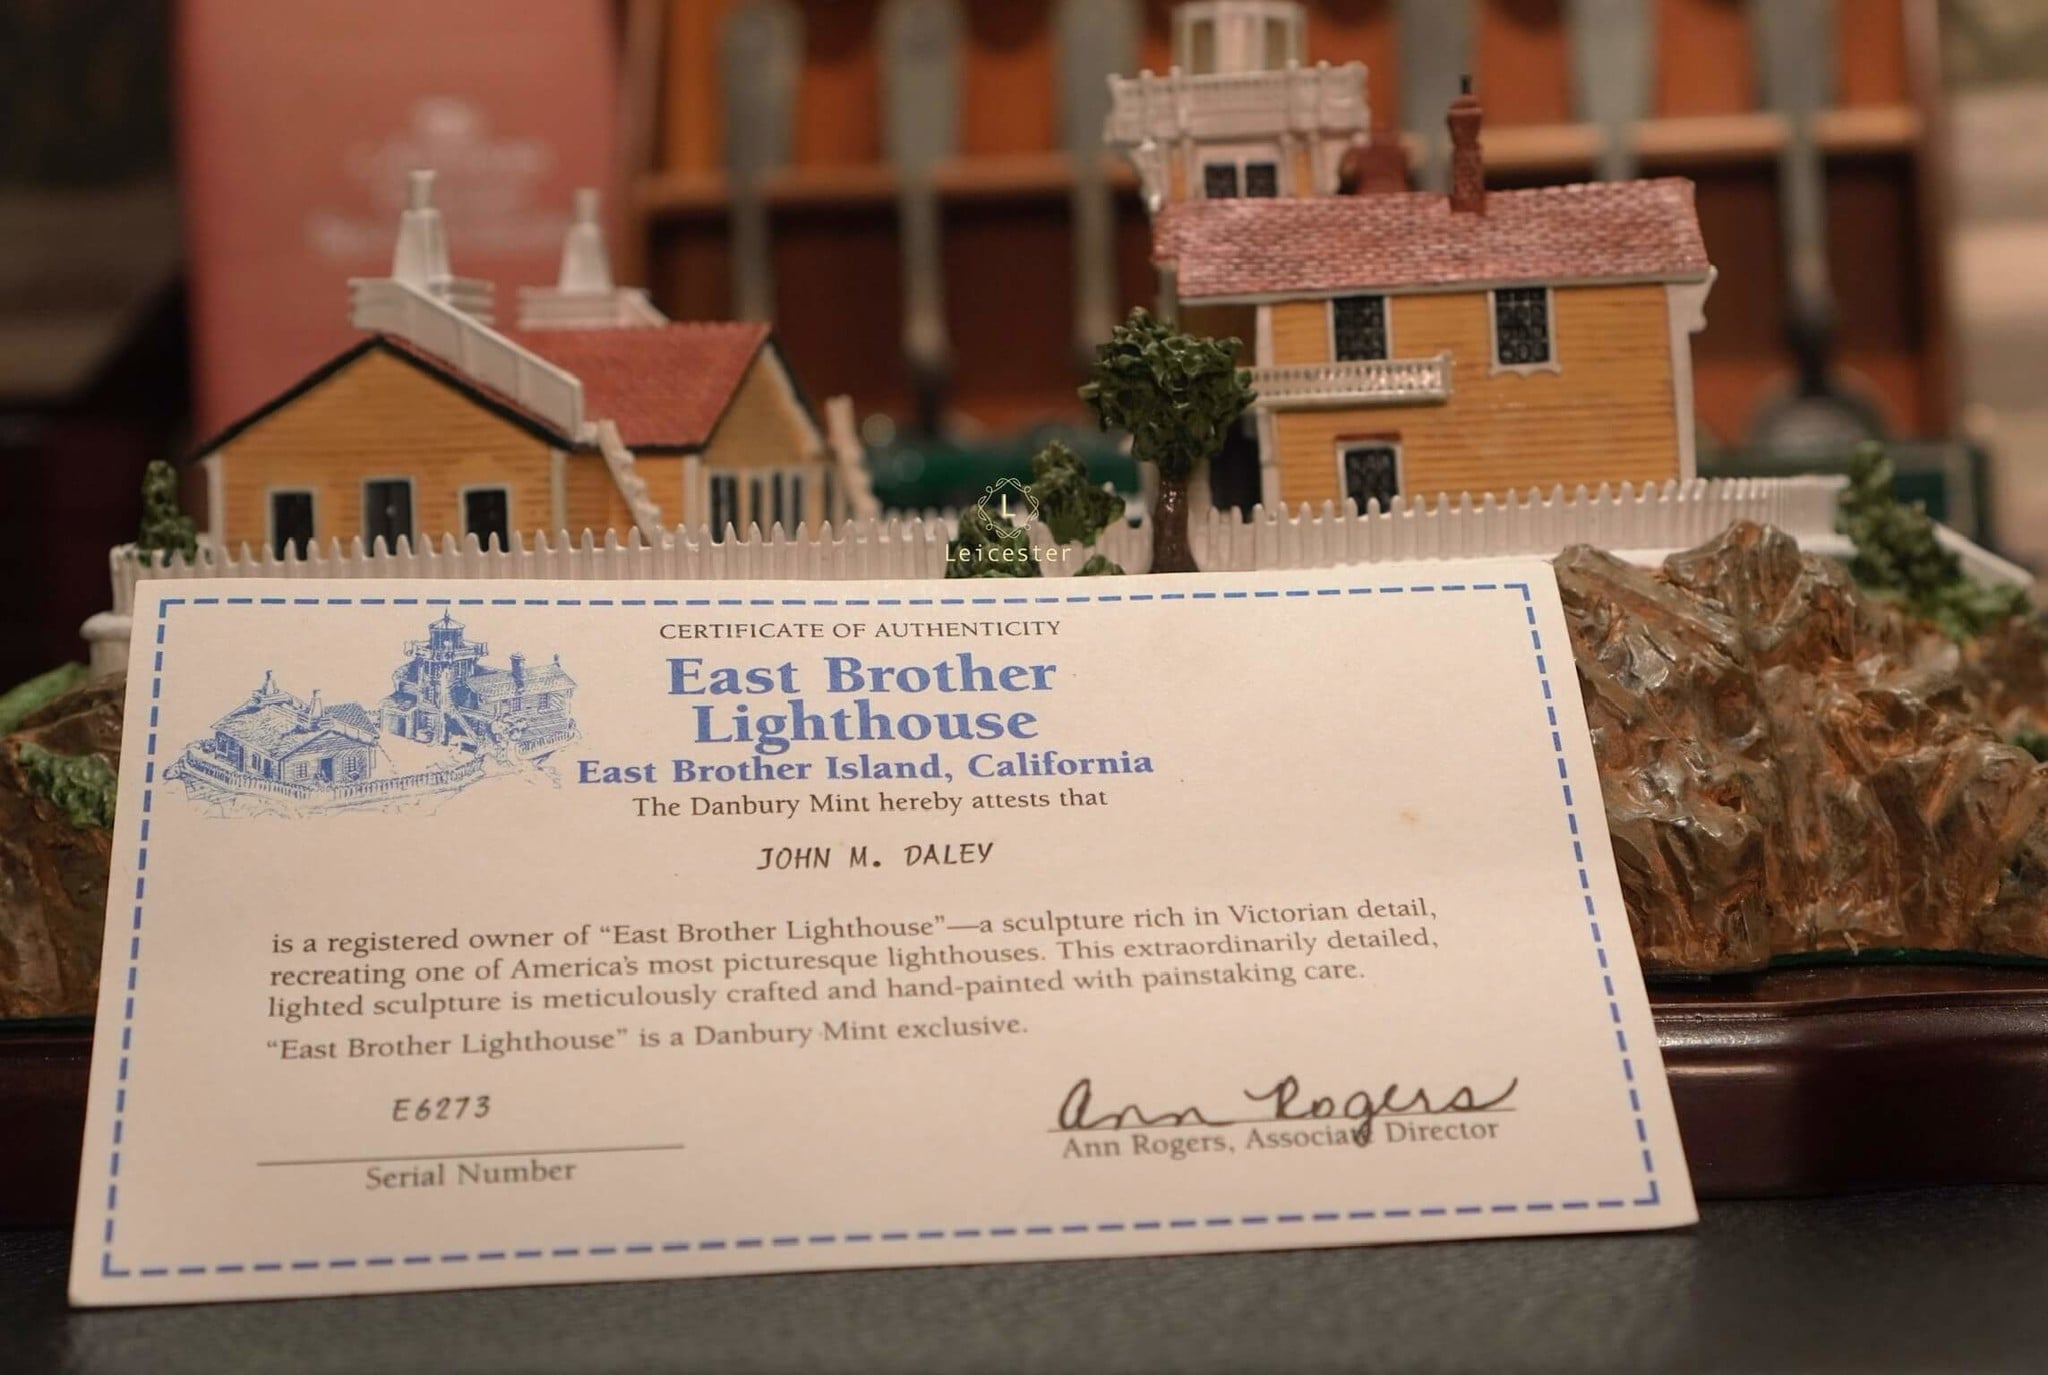 L
Leicester
CERTIFICATE OF AUTHENTICITY
East Brother
Lighthouse
East Brother Island, California
The Danbury Mint hereby attests that
JOHN M. DALEY
is a registered owner of “East Brother Lighthouse”—a sculpture rich in Victorian detail,
recreating one of America's most picturesque lighthouses. This extraordinarily detailed,
lighted sculpture is meticulously crafted and hand-painted with painstaking care.
“East Brother Lighthouse” is a Danbury Mint exclusive.
E6273
Serial Number
Ann Rogers
Ann Rogers, Associate Director